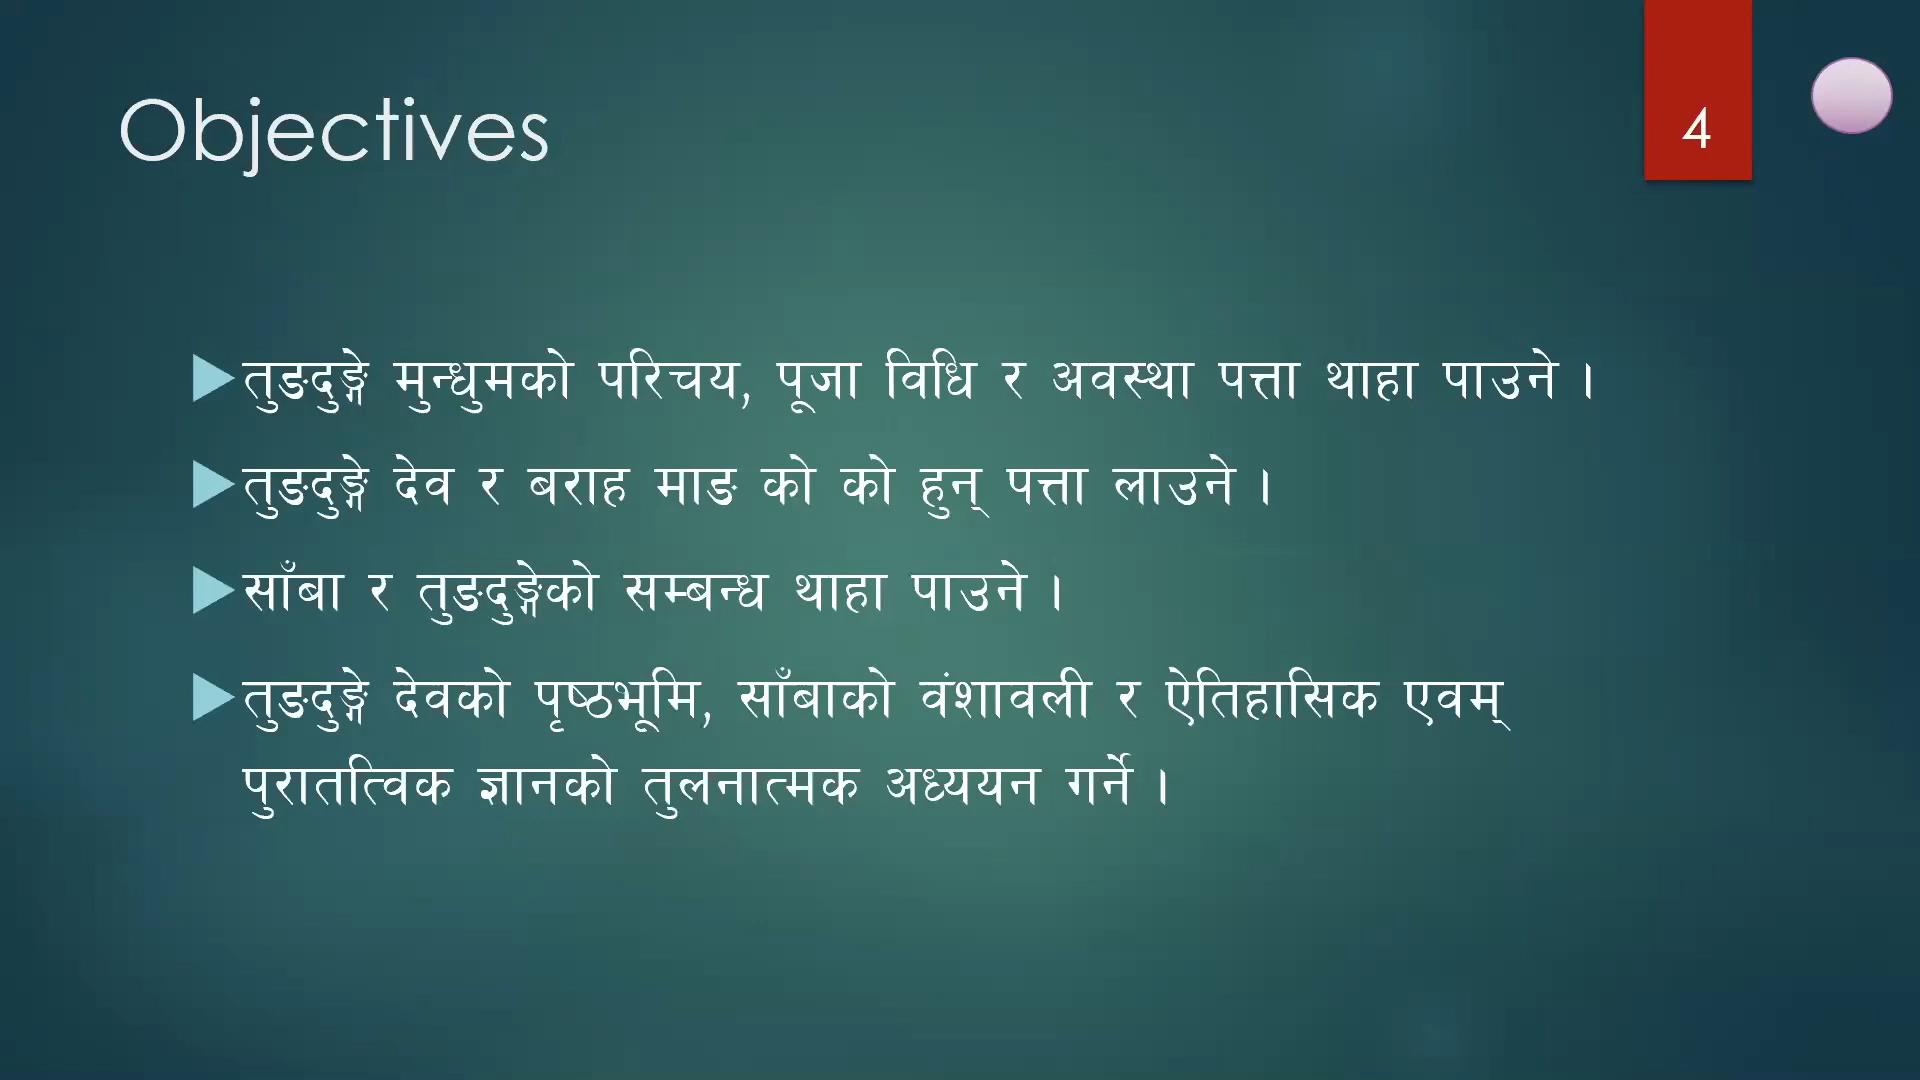 Objectives
4
तुङदुङ्गे मुन्धुमको परिचय, पूजा विधि र अवस्था पत्ता थाहा पाउने ।
तुङदुङ्गे देव र बराह माङ को को हुन् पत्ता लाउने ।
साँबा र तुङदुङ्गेको सम्बन्ध थाहा पाउने ।
तुङदुङ्गे देवको पृष्ठभूमि, साँबाको वंशावली र ऐतिहासिक एवम्
पुरातत्विक ज्ञानको तुलनात्मक अध्ययन गर्ने ।